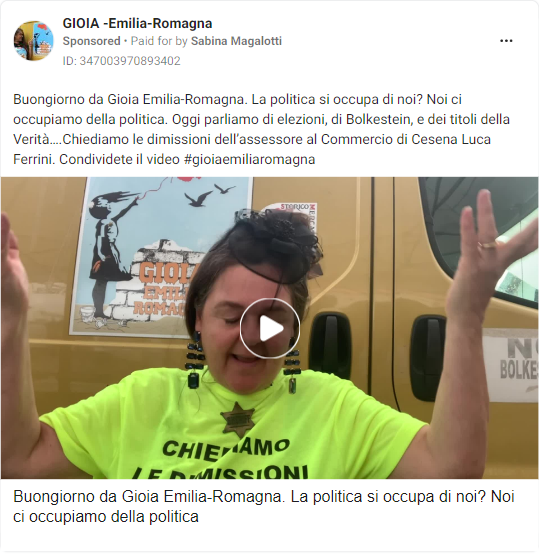 GIOIA -Emilia-Romagna
Sponsored • Paid for by Sabina Magalotti
ID: 347003970893402
Buongiorno da Gioia Emilia-Romagna. La politica si occupa di noi? Noi ci
occupiamo della politica. Oggi parliamo di elezioni, di Bolkestein, e dei titoli della
Verità….Chiediamo le dimissioni dell'assessore al Commercio di Cesena Luca
Ferrini. Condividete il video #gioiaemiliaromagna
STORICO
GIOIA
BOLKEST
CHIEDIAMO
LE DIMISSIONI
Buongiorno da Gioia Emilia-Romagna. La politica si occupa di noi? Noi
ci occupiamo della politica